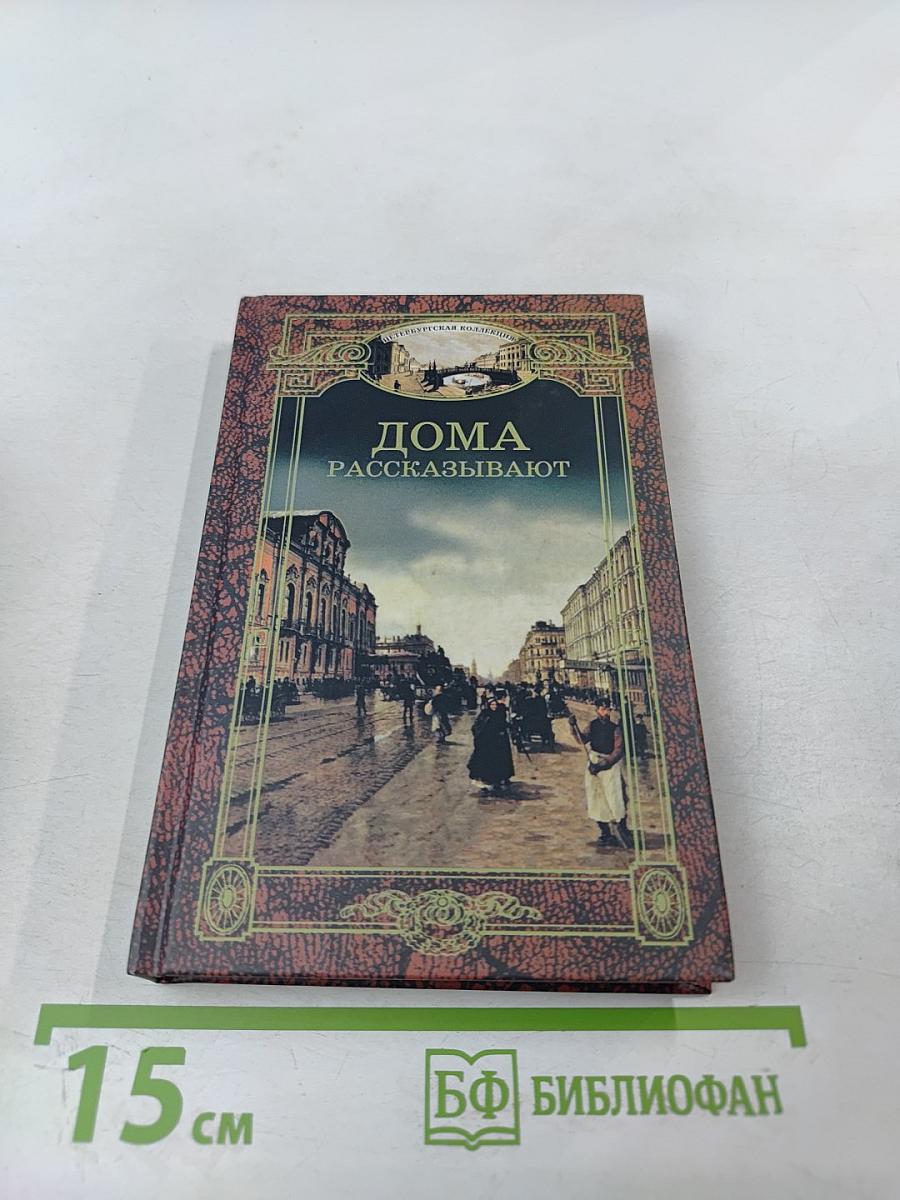 ПЕТЕРБУРГСКАЯ КОЛЛЕКЦИЯ
ДОМА
РАССКАЗЫВАЮТ
15 см
БФ БИБЛИОФАН